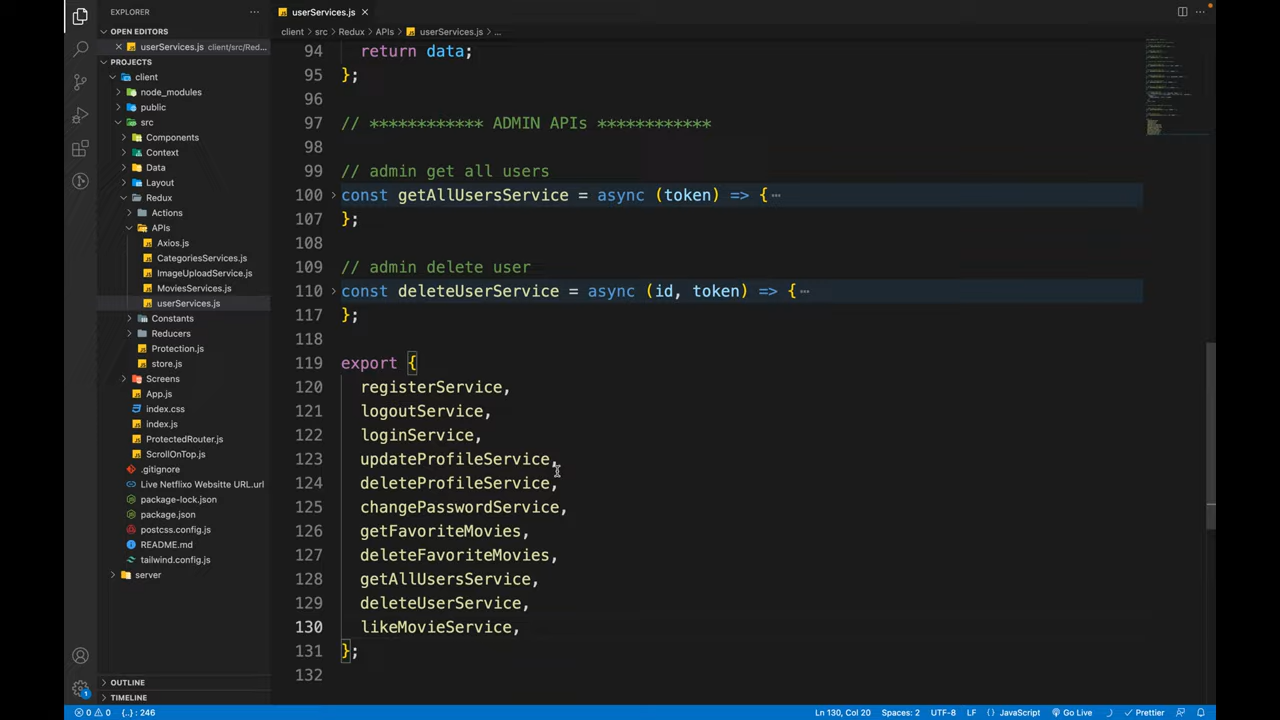 EXPLORER
userServices.js
OPEN EDITORS
userServices.js client/src/Red...
client > src > Redux > APIs > userServices.js > ...
PROJECTS
client
node_modules
public
src
Components
Context
Data
Layout
Redux
Actions
APIs
Axios.js
CategoriesServices.js
ImageUploadService.js
MoviesServices.js
userServices.js
Constants
Reducers
Protection.js
store.js
Screens
App.js
index.css
index.js
ProtectedRouter.js
ScrollOnTop.js
.gitignore
Live Netflixo Websitte URL.url
package-lock.json
package.json
postcss.config.js
README.md
tailwind.config.js
server
OUTLINE
TIMELINE
94 return data;
95 };
96
97 // ************ ADMIN APIs ************
98
99 // admin get all users
100 const getAllUsersService = async (token) => {
107 };
108
109 // admin delete user
110 const deleteUserService = async (id, token) => {
117 };
118
119 export {
120 registerService,
121 logoutService,
122 loginService,
123 updateProfileService,
124 deleteProfileService,
125 changePasswordService,
126 getFavoriteMovies,
127 deleteFavoriteMovies,
128 getAllUsersService,
129 deleteUserService,
130 likeMovieService,
131 };
132
1
0 0 {..} : 246 Ln 130, Col 20 Spaces: 2 UTF-8 LF {} JavaScript Go Live Prettier